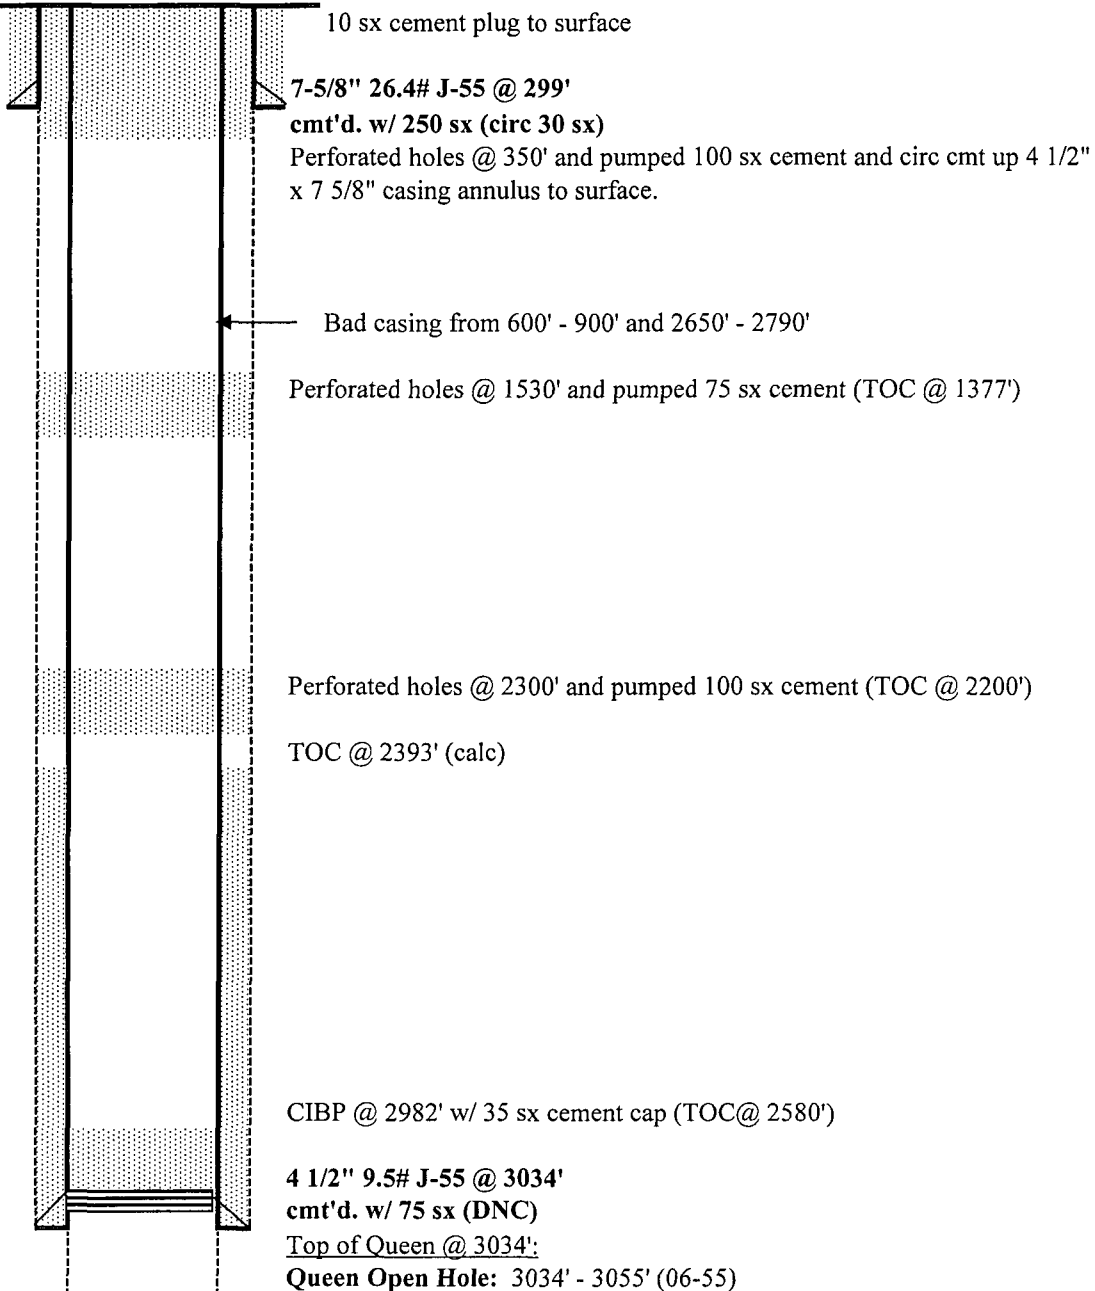 10 sx cement plug to surface
7-5/8" 26.4# J-55 @ 299'
cmt'd. w/ 250 sx (circ 30 sx)
Perforated holes @ 350' and pumped 100 sx cement and circ cmt up 4 1/2"
x 7 5/8" casing annulus to surface.
Bad casing from 600' - 900' and 2650' - 2790'
Perforated holes @ 1530' and pumped 75 sx cement (TOC @ 1377')
Perforated holes @ 2300' and pumped 100 sx cement (TOC @ 2200')
TOC @ 2393' (calc)
CIBP @ 2982' w/ 35 sx cement cap (TOC@ 2580')
4 1/2" 9.5# J-55 @ 3034'
cmt'd. w/ 75 sx (DNC)
Top of Queen @ 3034':
Queen Open Hole: 3034' - 3055' (06-55)